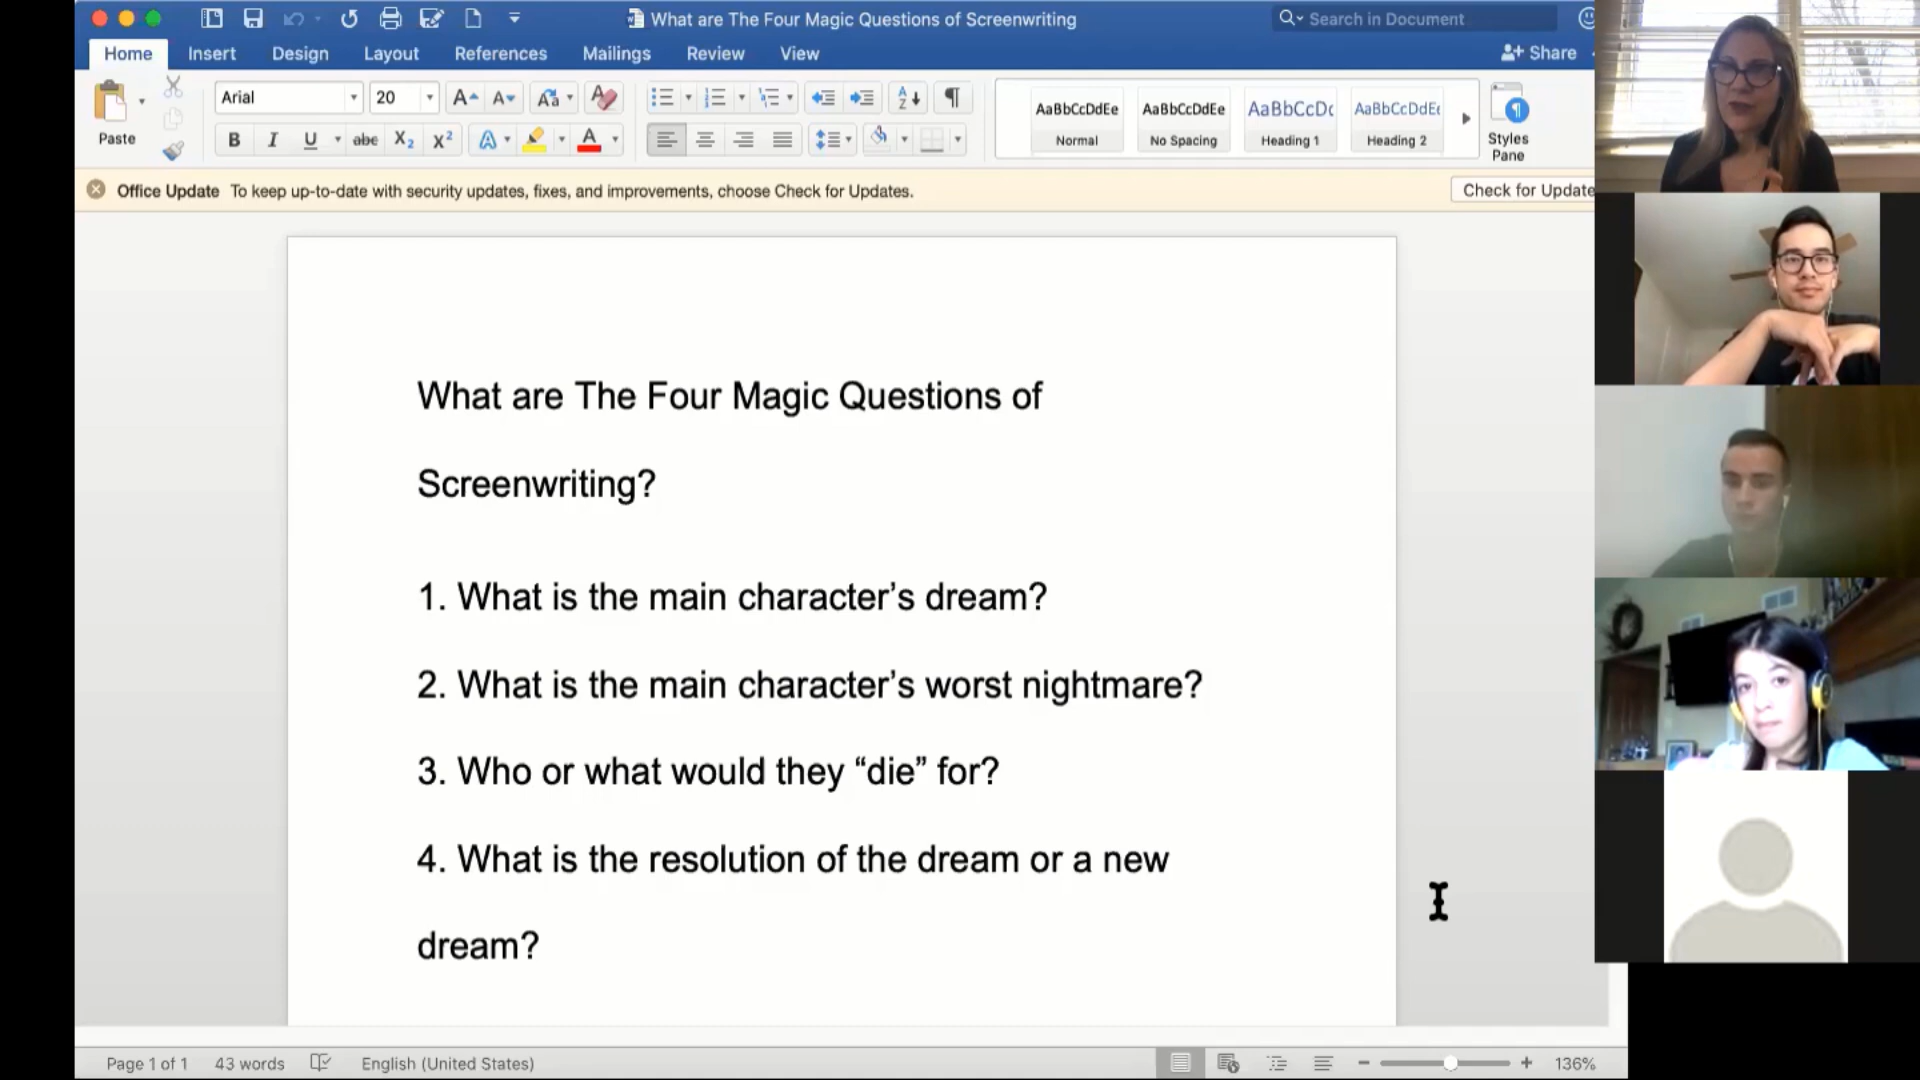 What are The Four Magic Questions of Screenwriting
Search in Document
Home Insert Design Layout References Mailings Review View Share
Paste
Arial 20
AaBbCcDdEe AaBbCcDdEe AaBbCcDc AaBbCcDdEe
Normal No Spacing Heading 1 Heading 2
Styles
Pane
Office Update To keep up-to-date with security updates, fixes, and improvements, choose Check for Updates.
Check for Update
What are The Four Magic Questions of
Screenwriting?
1. What is the main character’s dream?
2. What is the main character’s worst nightmare?
3. Who or what would they “die” for?
4. What is the resolution of the dream or a new
dream?
Page 1 of 1 43 words English (United States) 136%